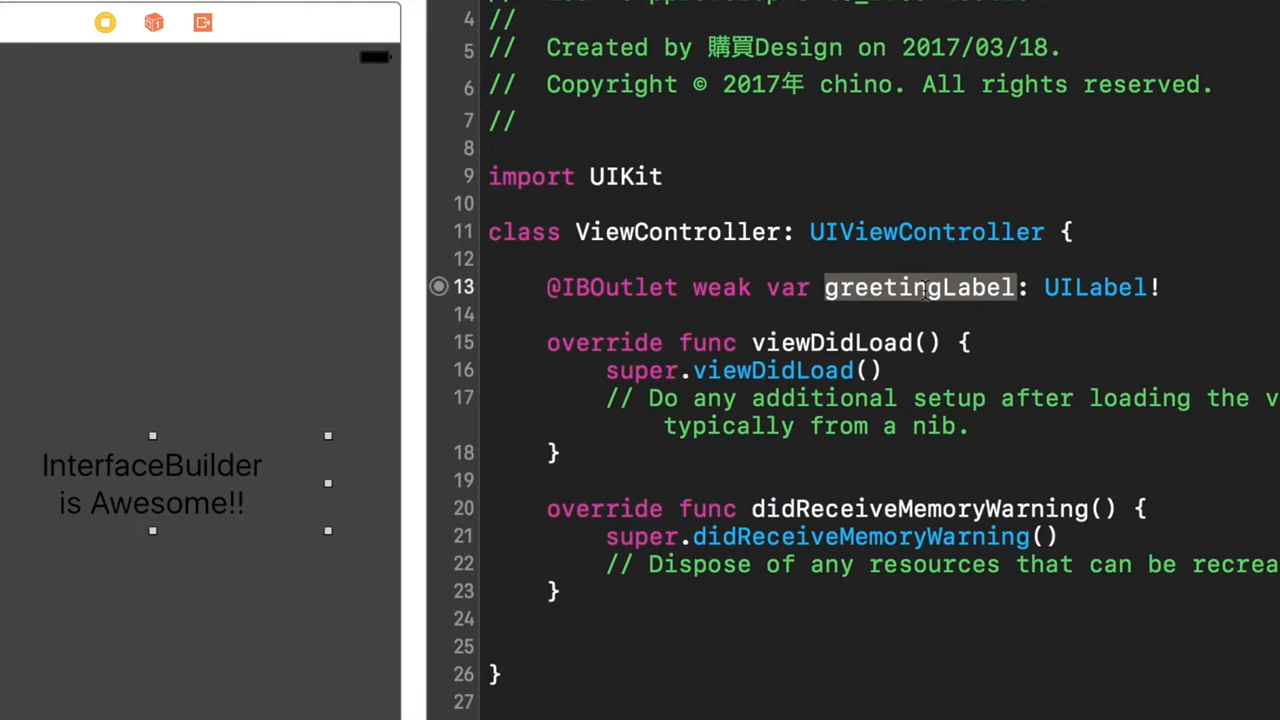 4 //
5 //  Created by 購買Design on 2017/03/18.
6 //  Copyright © 2017年 chino. All rights reserved.
7 //
8
9 import UIKit
10
11 class ViewController: UIViewController {
12
13     @IBOutlet weak var greetingLabel: UILabel!
14
15     override func viewDidLoad() {
16         super.viewDidLoad()
17         // Do any additional setup after loading the v
typically from a nib.
18     }
19
20     override func didReceiveMemoryWarning() {
21         super.didReceiveMemoryWarning()
22         // Dispose of any resources that can be recrea
23     }
24
25
26 }
27
InterfaceBuilder
is Awesome!!